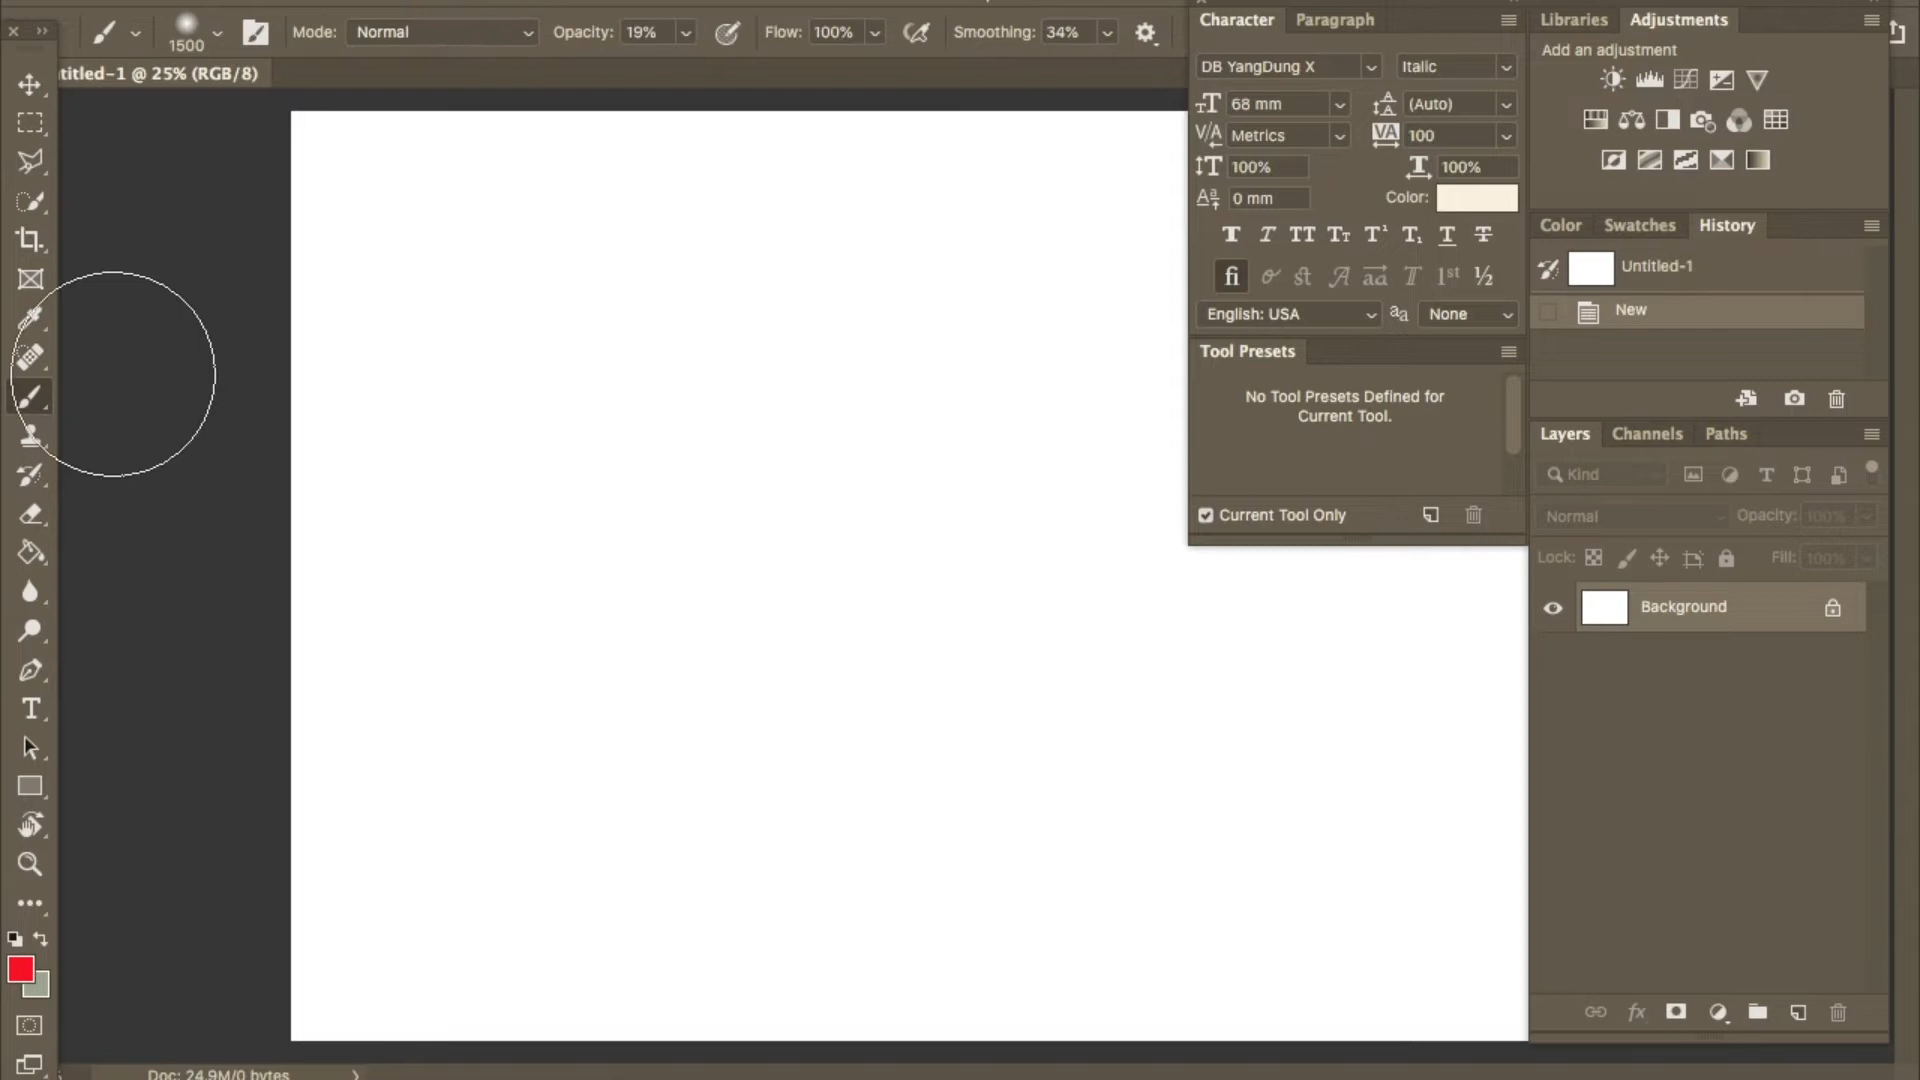 1500
Mode: Normal
Opacity: 19%
Flow: 100%
Smoothing: 34%
titled-1 @ 25% (RGB/8)
Character Paragraph
DB YangDung X Italic
68 mm (Auto)
Metrics 100
100% 100%
0 mm Color:
English: USA None
Tool Presets
No Tool Presets Defined for
Current Tool.
Current Tool Only
Libraries Adjustments
Add an adjustment
Color Swatches History
Untitled-1
New
Layers Channels Paths
Kind
Normal Opacity: 100%
Lock: Fill: 100%
Background
fx
Doc: 24.9M/0 bytes